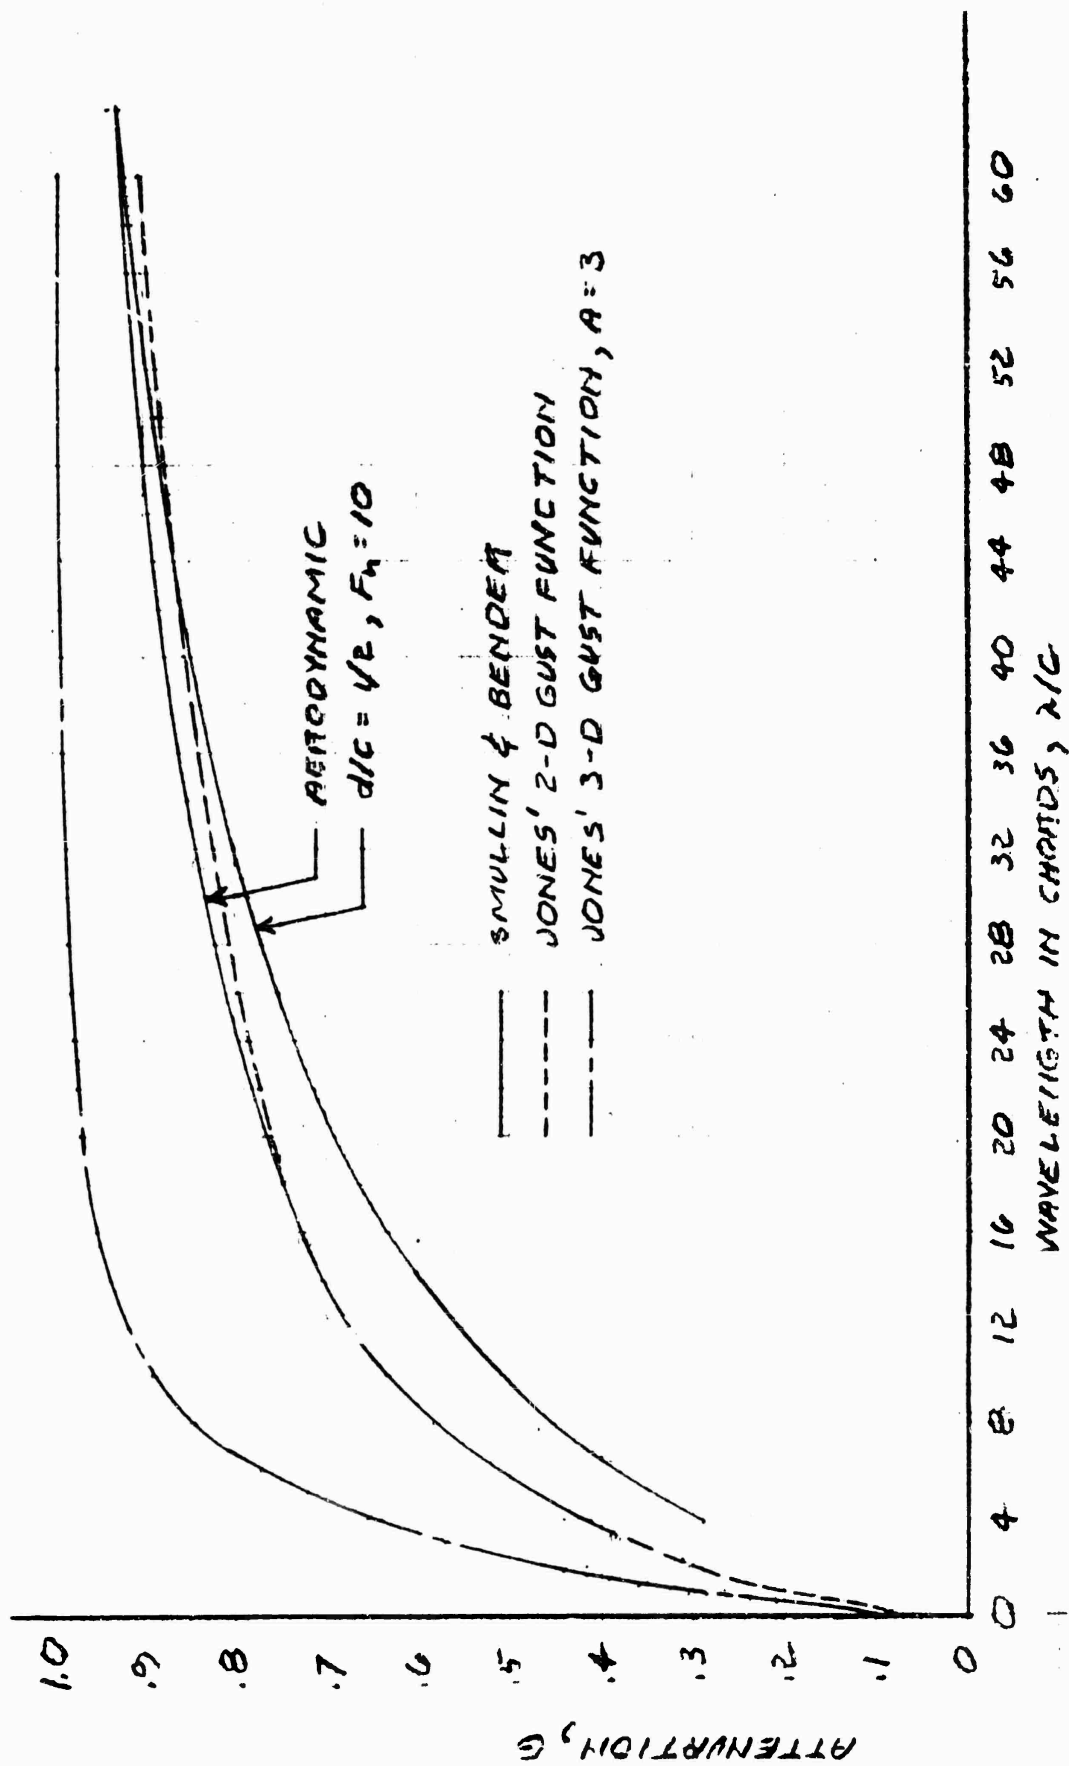 ATTENUATION, G
1.0
.9
.8
.7
.6
.5
.4
.3
.2
.1
0
0 4 8 12 16 20 24 28 32 36 40 44 48 52 56 60
WAVELENGTH IN CHORDS, λ/C
AERODYNAMIC
d/c = 1/2, Fh = 10
SMULLIN & BENDER
JONES' 2-D GUST FUNCTION
JONES' 3-D GUST FUNCTION, A = 3